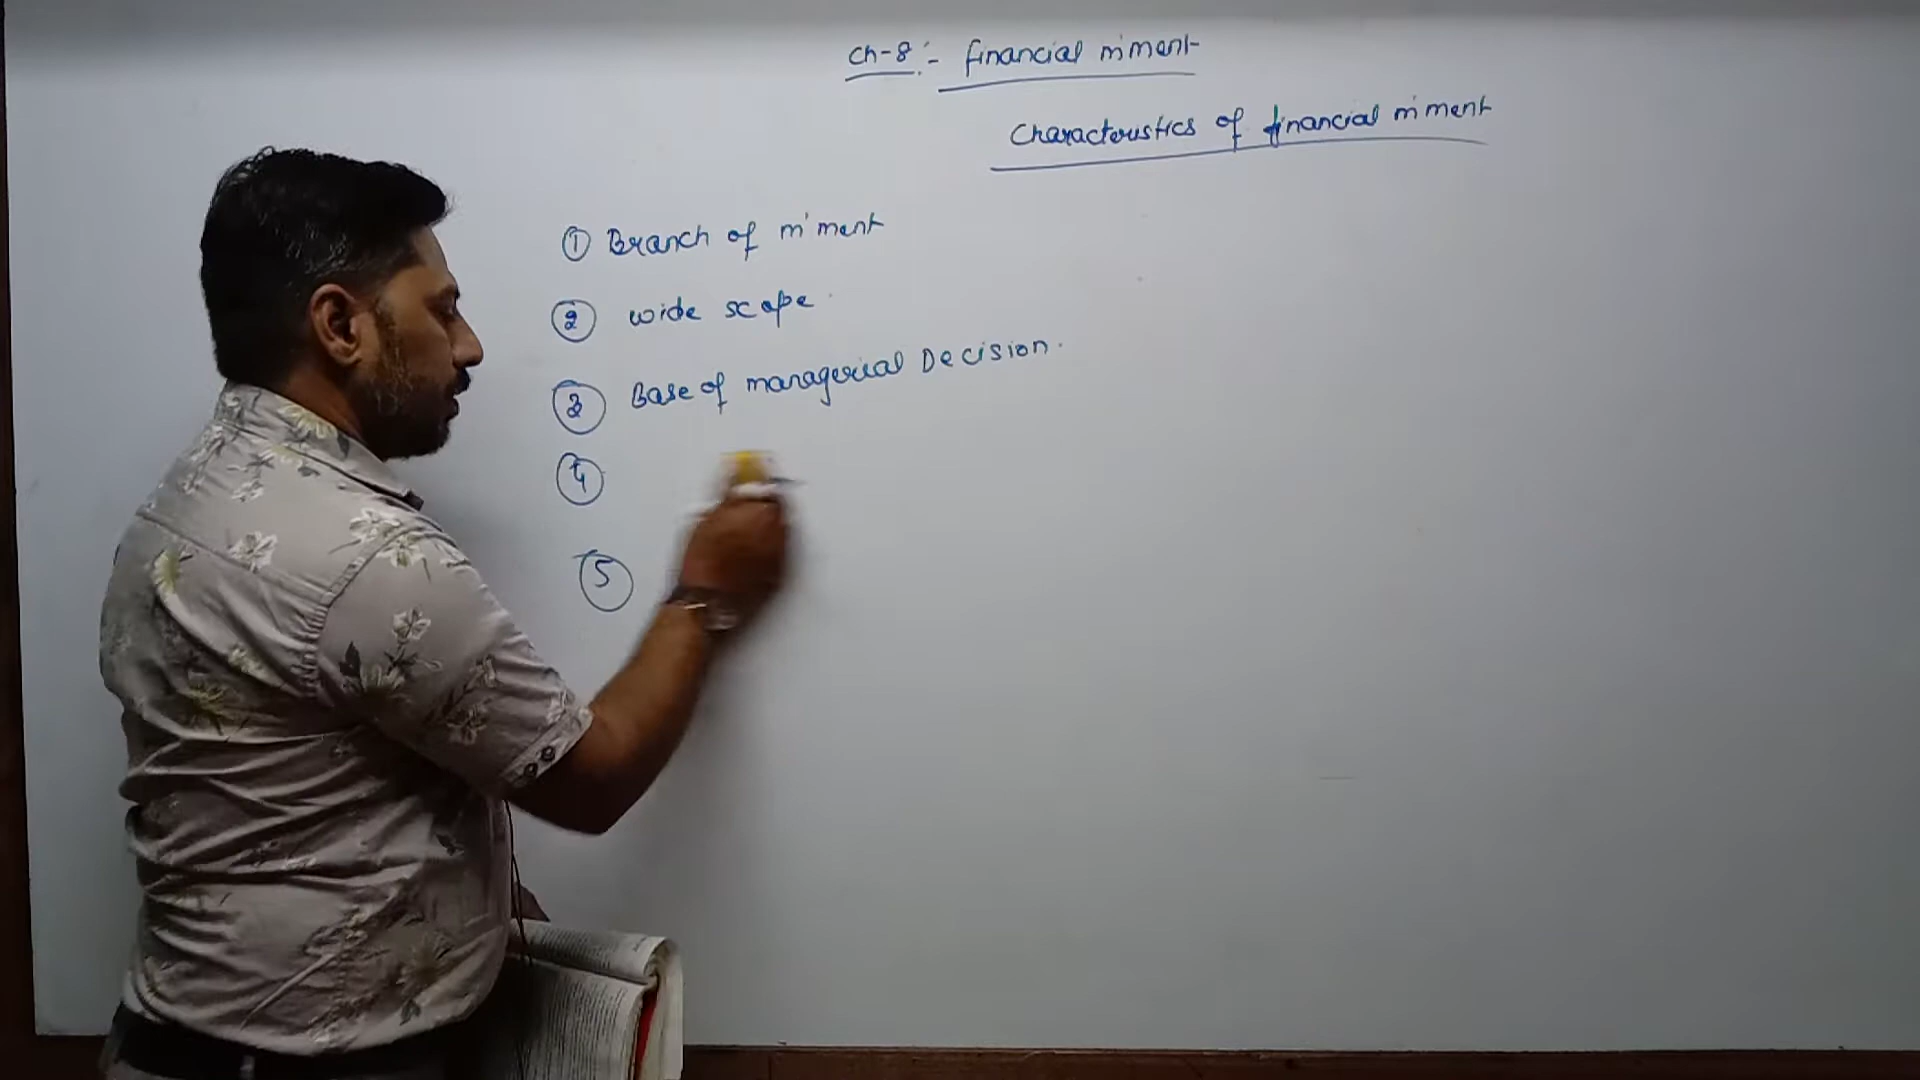 Ch-8:- financial m'ment
Characteristics of financial m'ment
① Branch of m'ment
② wide scope
③ Base of managerial Decision.
④
⑤